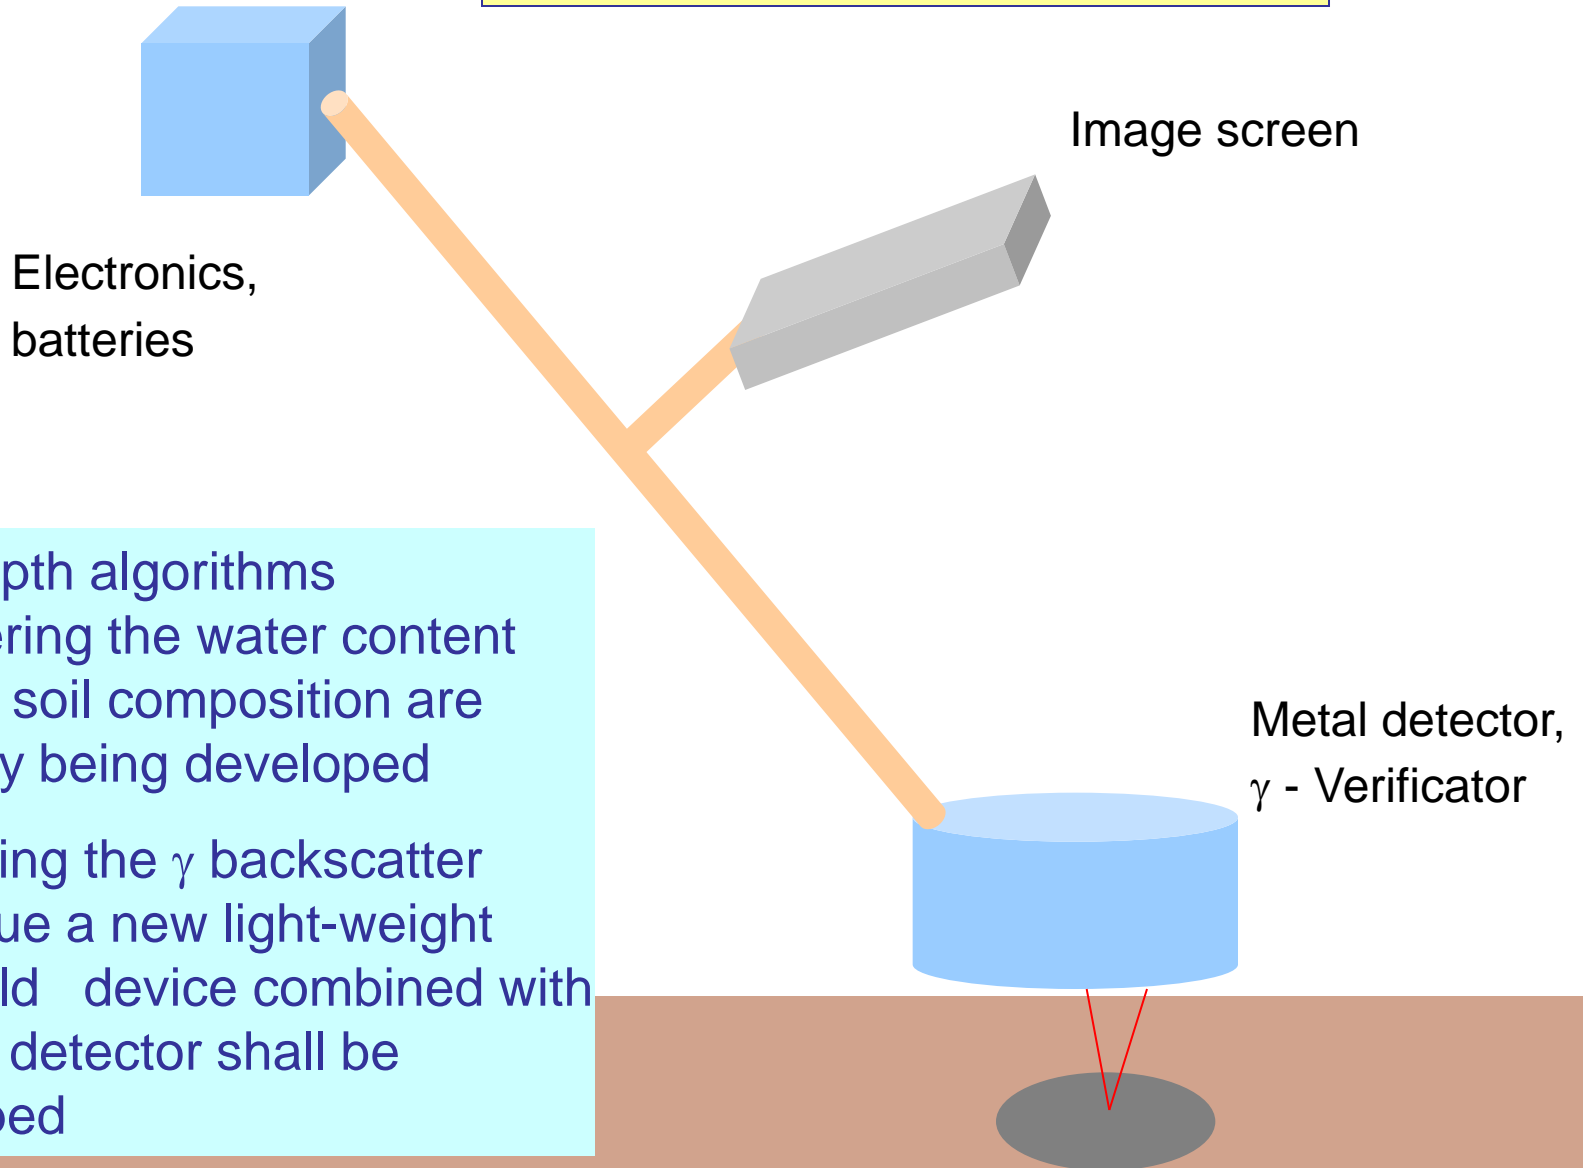 Image screen
Electronics,
batteries
pth algorithms
ering the water content
soil composition are
y being developed
Metal detector,
γ - Verificator
ing the γ backscatter
ue a new light-weight
ld device combined with
detector shall be
ped